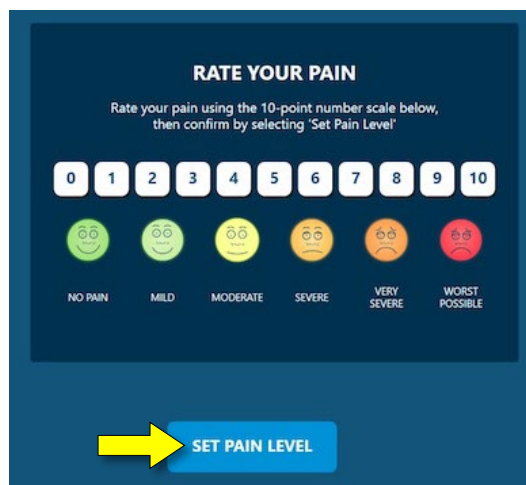 RATE YOUR PAIN
Rate your pain using the 10-point number scale below,
then confirm by selecting 'Set Pain Level'
0 1 2 3 4 5 6 7 8 9 10
NO PAIN MILD MODERATE SEVERE VERY SEVERE WORST POSSIBLE
SET PAIN LEVEL